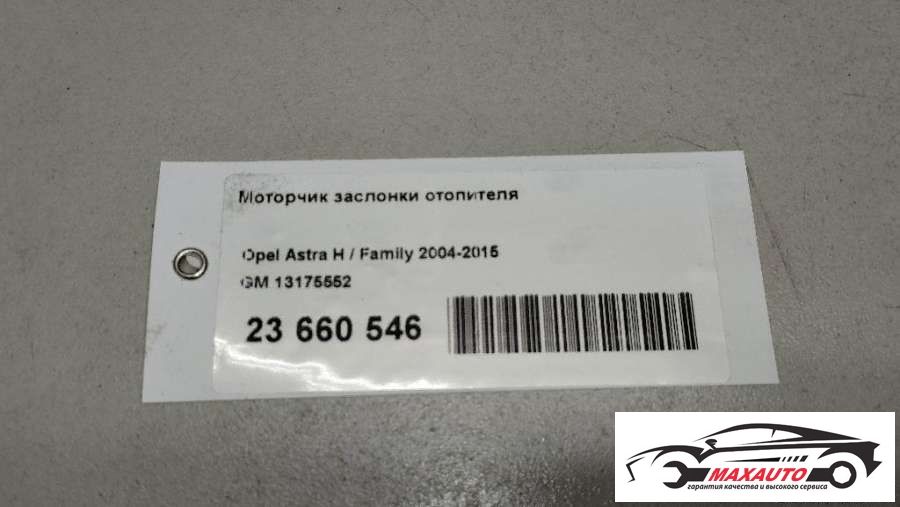 Моторчик заслонки отопителя
Opel Astra H / Family 2004-2015
GM 13175552
23 660 546
MAXAUTO
гарантия качества и высокого сервиса